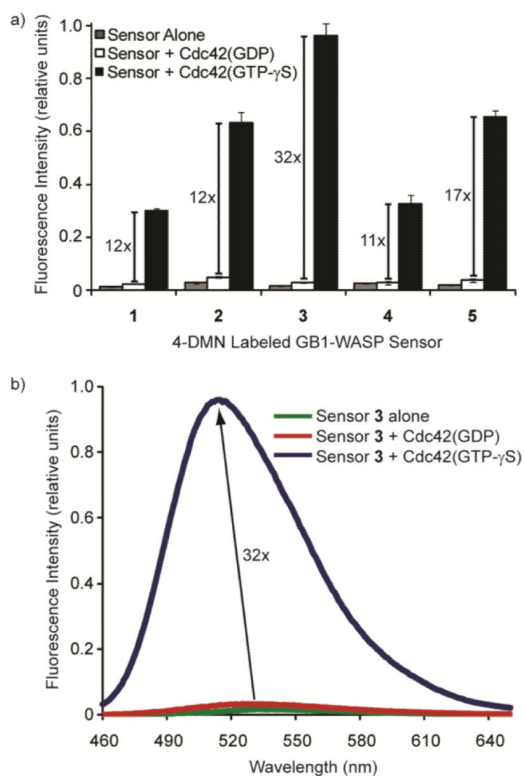 a)
Fluorescence Intensity (relative units)
1.0
0.8
0.6
0.4
0.2
0
Sensor Alone
Sensor + Cdc42(GDP)
Sensor + Cdc42(GTP-γS)
12x
12x
32x
11x
17x
1 2 3 4 5
4-DMN Labeled GB1-WASP Sensor
b)
Fluorescence Intensity (relative units)
1.0
0.8
0.6
0.4
0.2
0
Sensor 3 alone
Sensor 3 + Cdc42(GDP)
Sensor 3 + Cdc42(GTP-γS)
32x
460 490 520 550 580 610 640
Wavelength (nm)